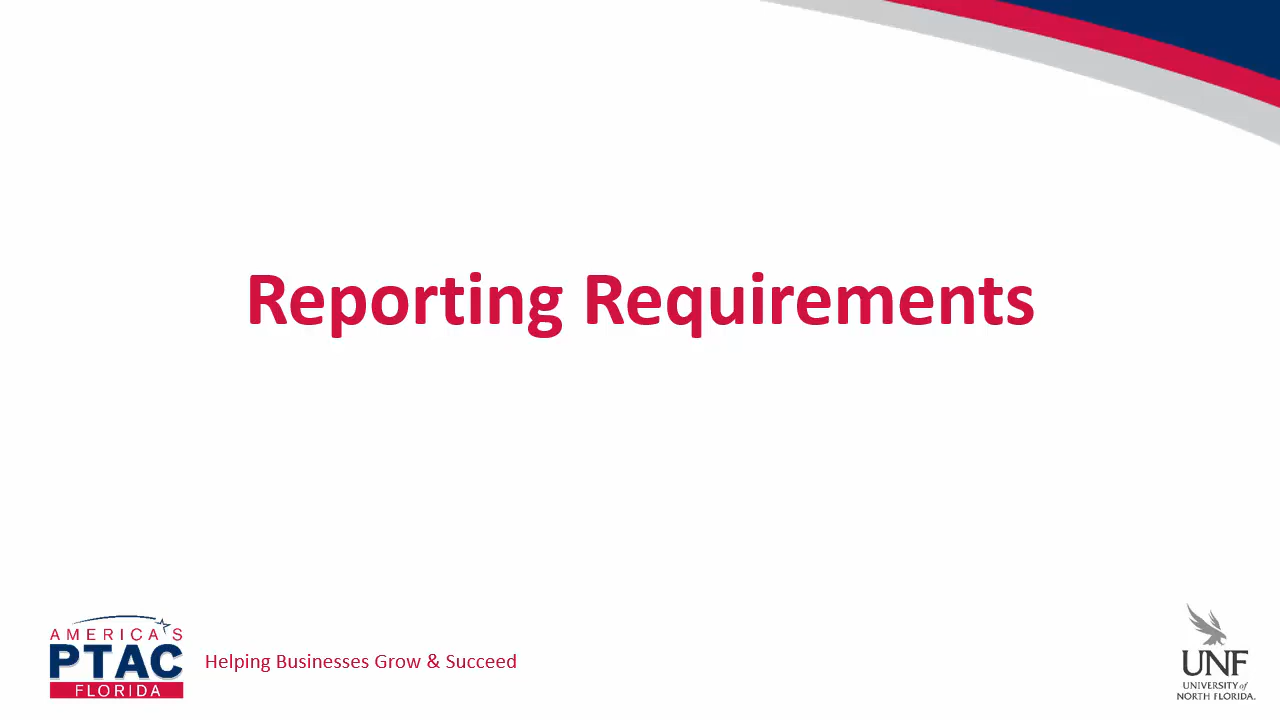 Reporting Requirements
AMERICA'S
PTAC
FLORIDA
Helping Businesses Grow & Succeed
UNF
UNIVERSITY of
NORTH FLORIDA.